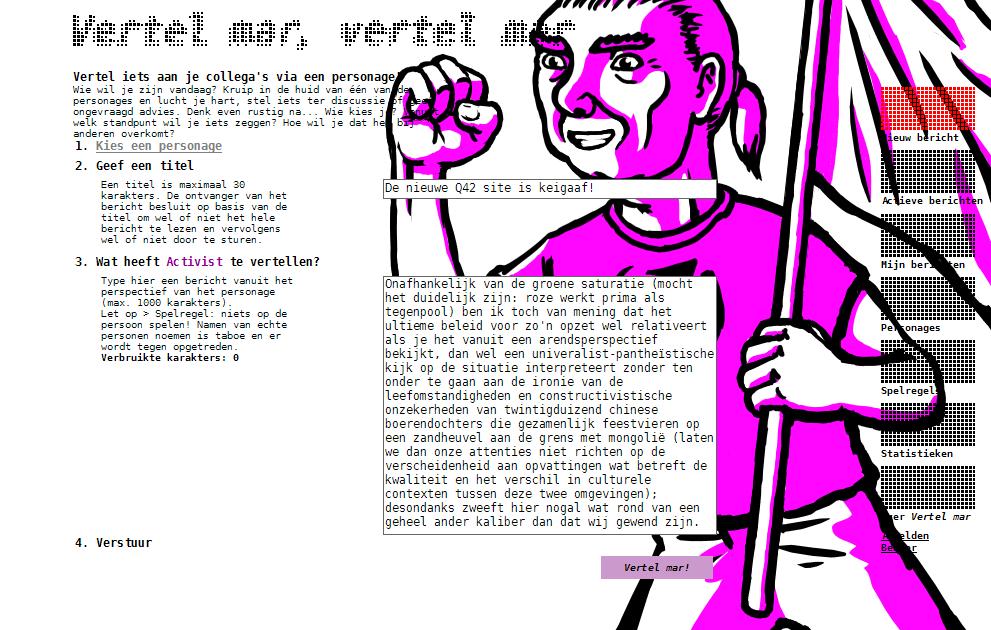 Vertel mar, vertel mar
Vertel iets aan je collega's via een personage!
Wie wil je zijn vandaag? Kruip in de huid van één van de
personages en lucht je hart, stel iets ter discussie of geef
ongevraagd advies. Denk even rustig na... Wie kies je? Vanuit
welk standpunt wil je iets zeggen? Hoe wil je dat het bij
anderen overkomt?
1. Kies een personage
2. Geef een titel
Een titel is maximaal 30
karakters. De ontvanger van het
bericht besluit op basis van de
titel om wel of niet het hele
bericht te lezen en vervolgens
wel of niet door te sturen.
De nieuwe Q42 site is keigaaf!
3. Wat heeft Activist te vertellen?
Type hier een bericht vanuit het
perspectief van het personage
(max. 1000 karakters).
Let op > Spelregel: niets op de
persoon spelen! Namen van echte
personen noemen is taboe en er
wordt tegen opgetreden.
Verbruikte karakters: 0
Onafhankelijk van de groene saturatie (mocht
het duidelijk zijn: roze werkt prima als
tegenpool) ben ik toch van mening dat het
ultieme beleid voor zo'n opzet wel relativeert
als je het vanuit een arendsperspectief
bekijkt, dan wel een univeralist-pantheïstische
kijk op de situatie interpreteert zonder ten
onder te gaan aan de ironie van de
leefomstandigheden en constructivistische
onzekerheden van twintigduizend chinese
boerendochters die gezamenlijk feestvieren op
een zandheuvel aan de grens met mongolië (laten
we dan onze attenties niet richten op de
verscheidenheid aan opvattingen wat betreft de
kwaliteit en het verschil in culturele
contexten tussen deze twee omgevingen);
desondanks zweeft hier nogal wat rond van een
geheel ander kaliber dan dat wij gewend zijn.
4. Verstuur
Vertel mar!
Nieuw bericht
Actieve berichten
Mijn berichten
Personages
Spelregels
Statistieken
Over Vertel mar
Afmelden
Beheer